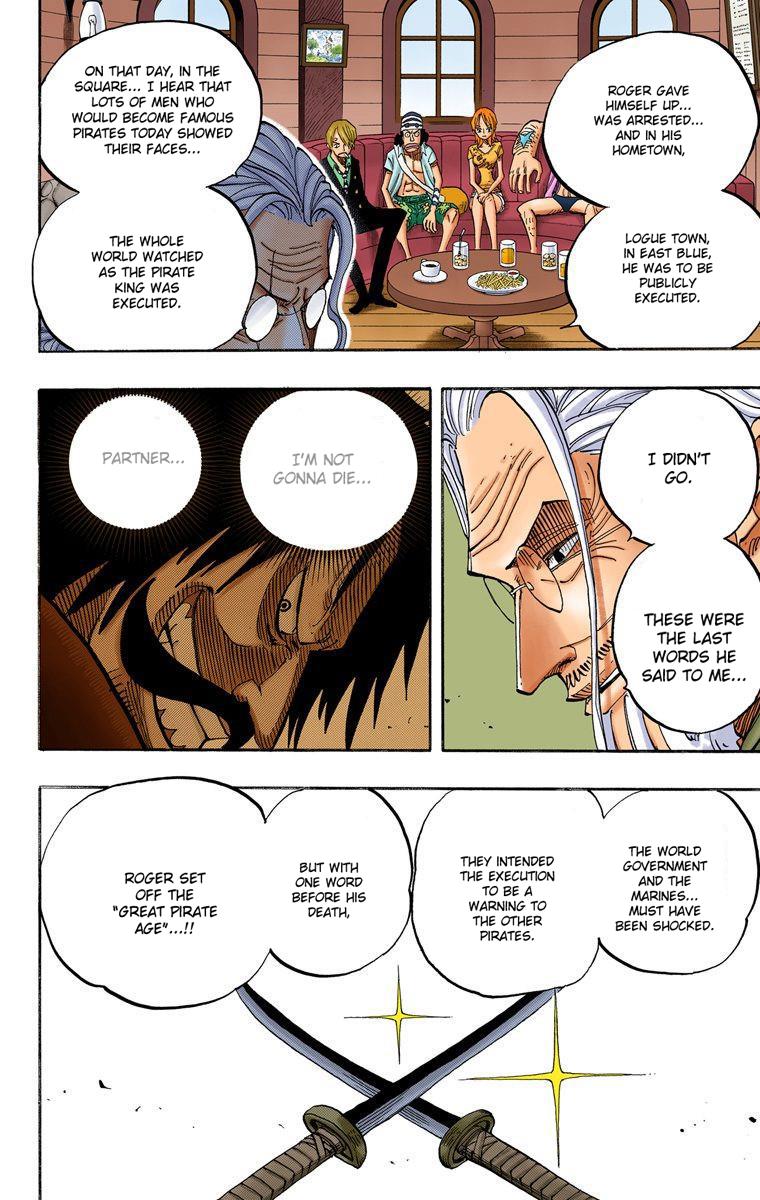 ROGER GAVE
HIMSELF UP...
WAS ARRESTED...
AND IN HIS
HOMETOWN,
LOGUE TOWN,
IN EAST BLUE,
HE WAS TO BE
PUBLICLY
EXECUTED.
ON THAT DAY, IN THE
SQUARE... I HEAR THAT
LOTS OF MEN WHO
WOULD BECOME FAMOUS
PIRATES TODAY SHOWED
THEIR FACES...
THE WHOLE
WORLD WATCHED
AS THE PIRATE
KING WAS
EXECUTED.
I DIDN'T
GO.
THESE WERE
THE LAST
WORDS HE
SAID TO ME...
I'M NOT
GONNA DIE...
PARTNER...
THE WORLD
GOVERNMENT
AND THE
MARINES...
MUST HAVE
BEEN SHOCKED.
THEY INTENDED
THE EXECUTION
TO BE A
WARNING TO
THE OTHER
PIRATES.
BUT WITH
ONE WORD
BEFORE HIS
DEATH,
ROGER SET
OFF THE
"GREAT PIRATE
AGE"...!!